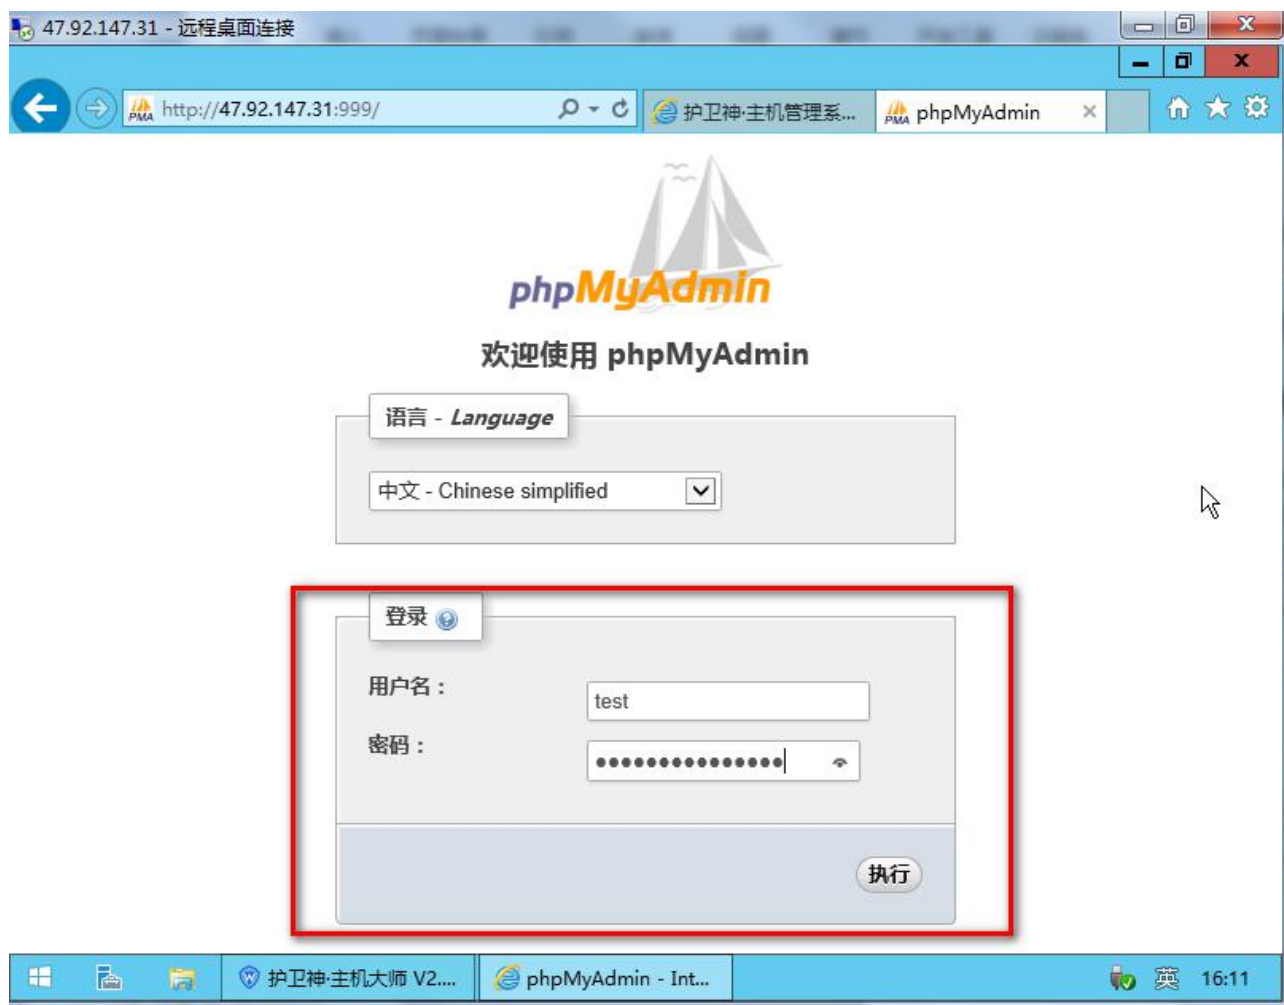 47.92.147.31 - 远程桌面连接
http://47.92.147.31:999/
护卫神·主机管理系...
PMA phpMyAdmin
phpMyAdmin
欢迎使用 phpMyAdmin
语言 - Language
中文 - Chinese simplified
登录
用户名：
test
密码：
•••••••••••••••
执行
护卫神·主机大师 V2....
phpMyAdmin - Int...
英
16:11